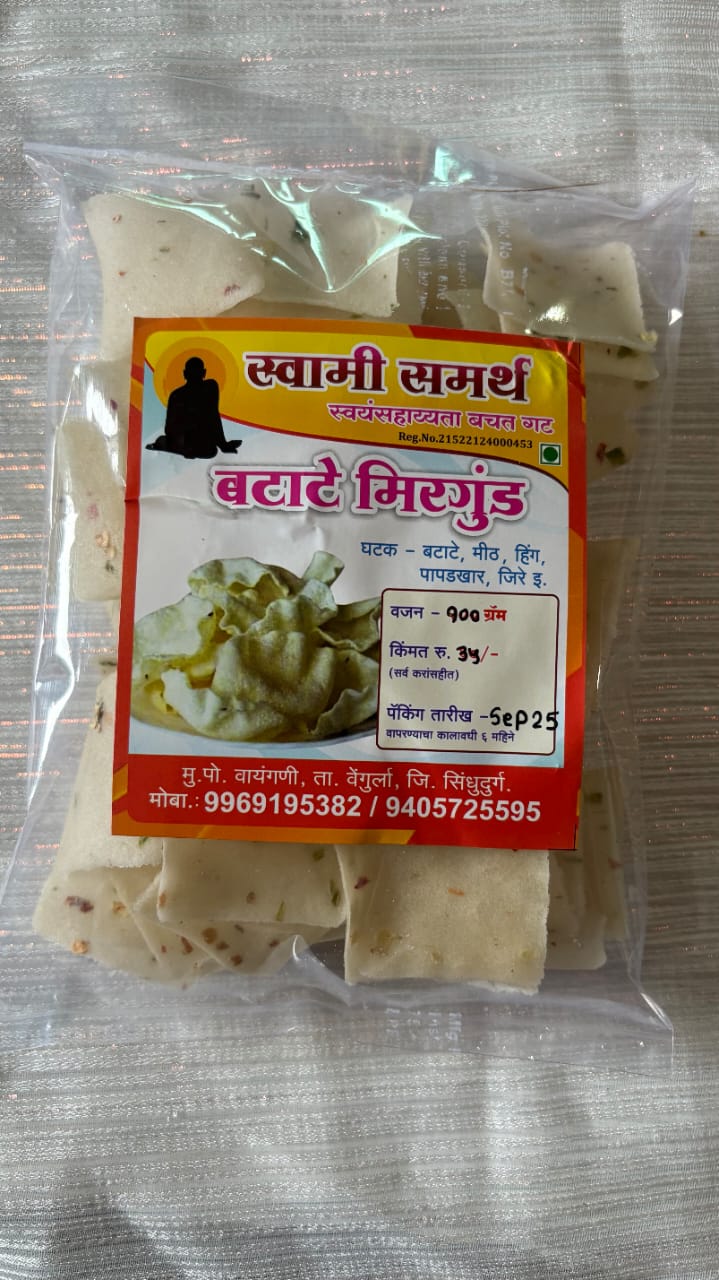 स्वामी समर्थ
स्वयंसहाय्यता बचत गट
Reg.No.21522124000453
बटाटे मिरगुंड
घटक - बटाटे, मीठ, हिंग,
पापडखार, जिरे इ.
वजन - १०० ग्रॅम
किंमत रु. ३५/-
(सर्व करांसहीत)
पॅकिंग तारीख - Sep 25
वापरण्याचा कालावधी ६ महिने
मु.पो. वायंगणी, ता. वेंगुर्ला, जि. सिंधुदुर्ग.
मोबा.: 9969195382 / 9405725595